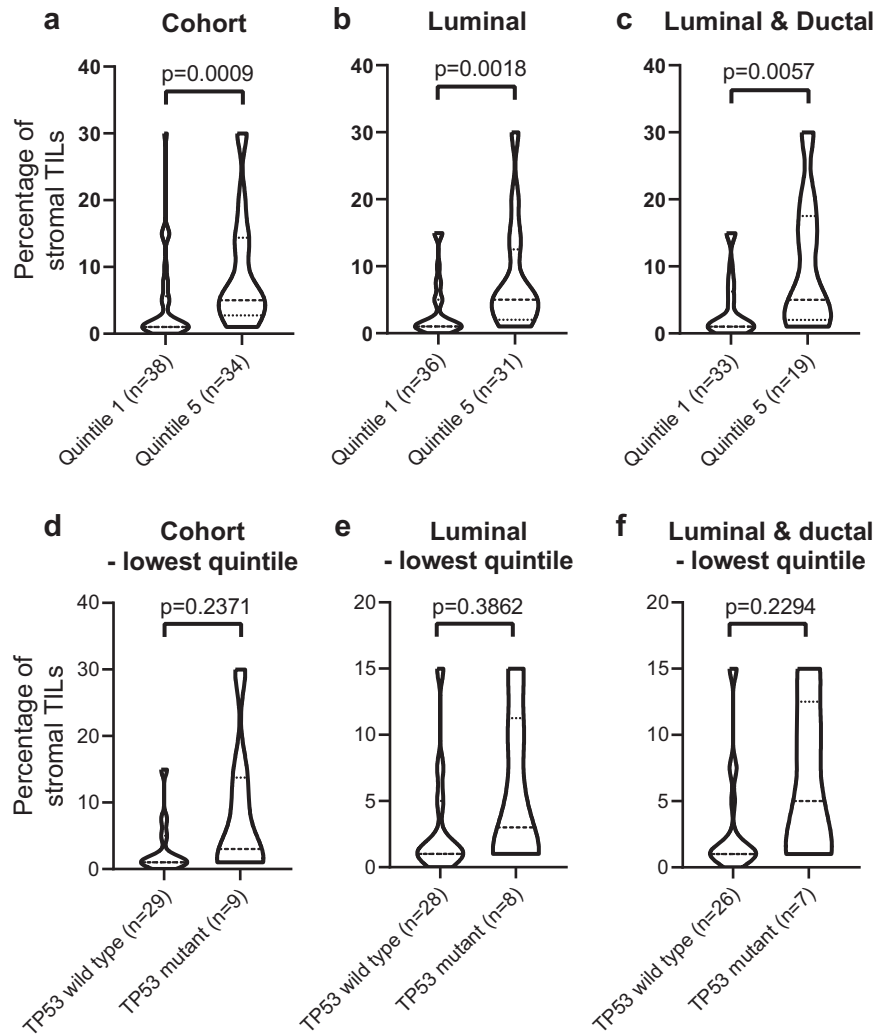 a Cohort
b Luminal
c Luminal & Ductal
p=0.0009
p=0.0018
p=0.0057
Percentage of
stromal TILs
40
30
20
10
0
40
30
20
10
0
40
30
20
10
0
Quintile 1 (n=38)
Quintile 5 (n=34)
Quintile 1 (n=36)
Quintile 5 (n=31)
Quintile 1 (n=33)
Quintile 5 (n=19)
d Cohort
- lowest quintile
e Luminal
- lowest quintile
f Luminal & ductal
- lowest quintile
p=0.2371
p=0.3862
p=0.2294
Percentage of
stromal TILs
40
30
20
10
0
20
15
10
5
0
20
15
10
5
0
TP53 wild type (n=29)
TP53 mutant (n=9)
TP53 wild type (n=28)
TP53 mutant (n=8)
TP53 wild type (n=26)
TP53 mutant (n=7)